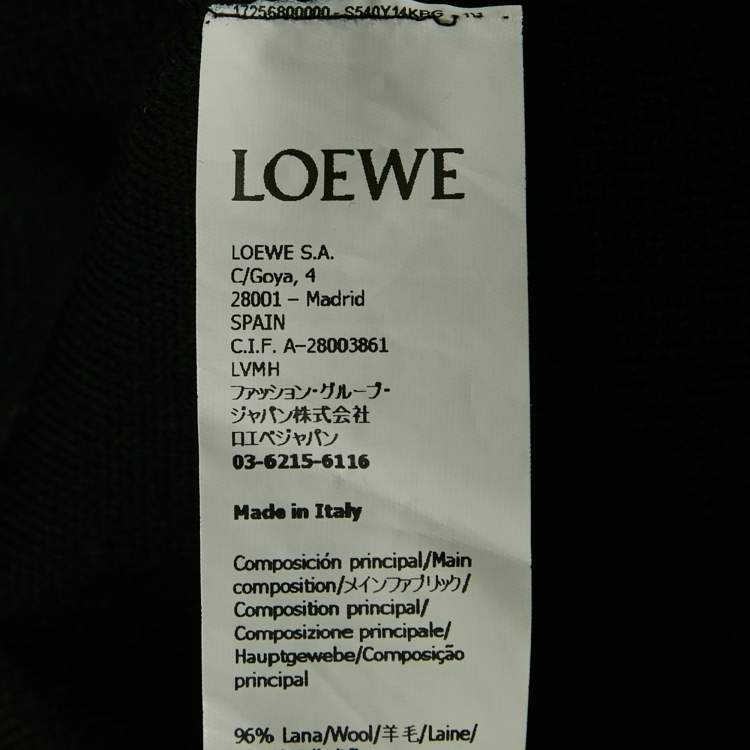 17256800000 - S540Y14KBG
LOEWE
LOEWE S.A.
C/Goya, 4
28001 – Madrid
SPAIN
C.I.F. A-28003861
LVMH
ファッション・グループ・
ジャパン株式会社
ロエベジャパン
03-6215-6116
Made in Italy
Composición principal/Main
composition/メインファブリック/
Composition principal/
Composizione principale/
Hauptgewebe/Composição
principal
96% Lana/Wool/羊毛/Laine/